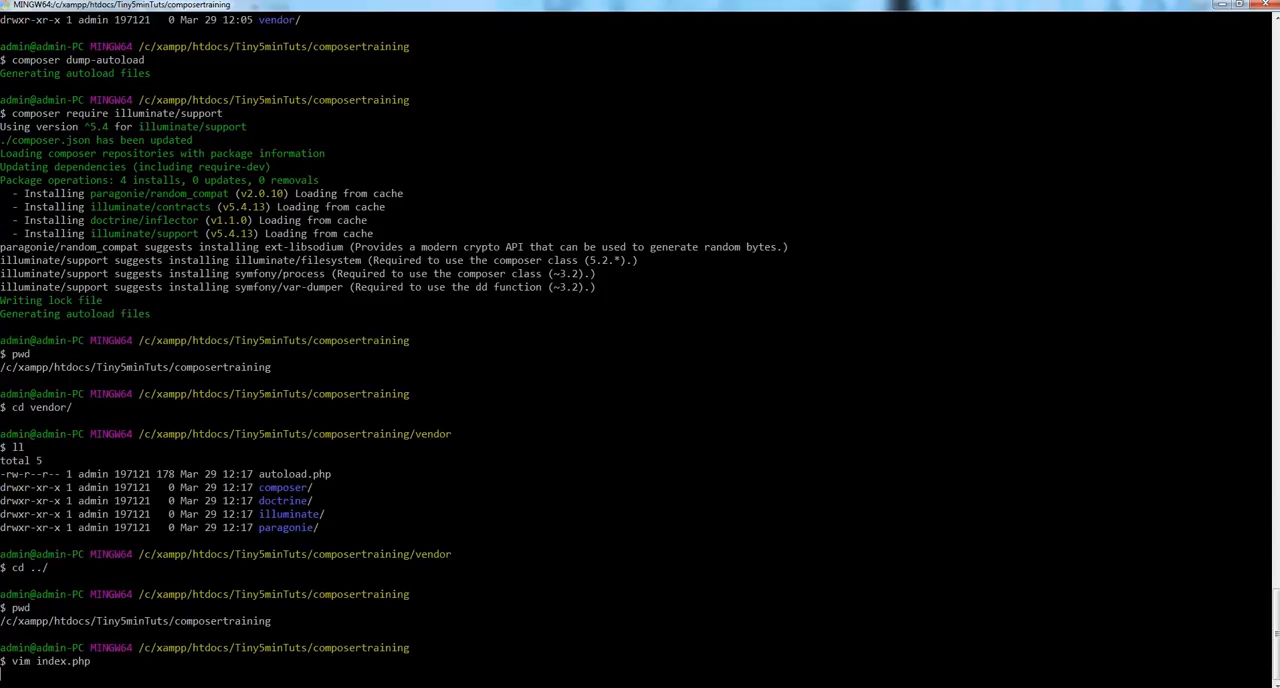 MINGW64:/c/xampp/htdocs/Tiny5minTuts/composertraining
drwxr-xr-x 1 admin 197121   0 Mar 29 12:05 vendor/
admin@admin-PC MINGW64 /c/xampp/htdocs/Tiny5minTuts/composertraining
$ composer dump-autoload
Generating autoload files
admin@admin-PC MINGW64 /c/xampp/htdocs/Tiny5minTuts/composertraining
$ composer require illuminate/support
Using version ^5.4 for illuminate/support
./composer.json has been updated
Loading composer repositories with package information
Updating dependencies (including require-dev)
Package operations: 4 installs, 0 updates, 0 removals
  - Installing paragonie/random_compat (v2.0.10) Loading from cache
  - Installing illuminate/contracts (v5.4.13) Loading from cache
  - Installing doctrine/inflector (v1.1.0) Loading from cache
  - Installing illuminate/support (v5.4.13) Loading from cache
paragonie/random_compat suggests installing ext-libsodium (Provides a modern crypto API that can be used to generate random bytes.)
illuminate/support suggests installing illuminate/filesystem (Required to use the composer class (5.2.*).)
illuminate/support suggests installing symfony/process (Required to use the composer class (~3.2).)
illuminate/support suggests installing symfony/var-dumper (Required to use the dd function (~3.2).)
Writing lock file
Generating autoload files
admin@admin-PC MINGW64 /c/xampp/htdocs/Tiny5minTuts/composertraining
$ pwd
/c/xampp/htdocs/Tiny5minTuts/composertraining
admin@admin-PC MINGW64 /c/xampp/htdocs/Tiny5minTuts/composertraining
$ cd vendor/
admin@admin-PC MINGW64 /c/xampp/htdocs/Tiny5minTuts/composertraining/vendor
$ ll
total 5
-rw-r--r-- 1 admin 197121 178 Mar 29 12:17 autoload.php
drwxr-xr-x 1 admin 197121   0 Mar 29 12:17 composer/
drwxr-xr-x 1 admin 197121   0 Mar 29 12:17 doctrine/
drwxr-xr-x 1 admin 197121   0 Mar 29 12:17 illuminate/
drwxr-xr-x 1 admin 197121   0 Mar 29 12:17 paragonie/
admin@admin-PC MINGW64 /c/xampp/htdocs/Tiny5minTuts/composertraining/vendor
$ cd ../
admin@admin-PC MINGW64 /c/xampp/htdocs/Tiny5minTuts/composertraining
$ pwd
/c/xampp/htdocs/Tiny5minTuts/composertraining
admin@admin-PC MINGW64 /c/xampp/htdocs/Tiny5minTuts/composertraining
$ vim index.php